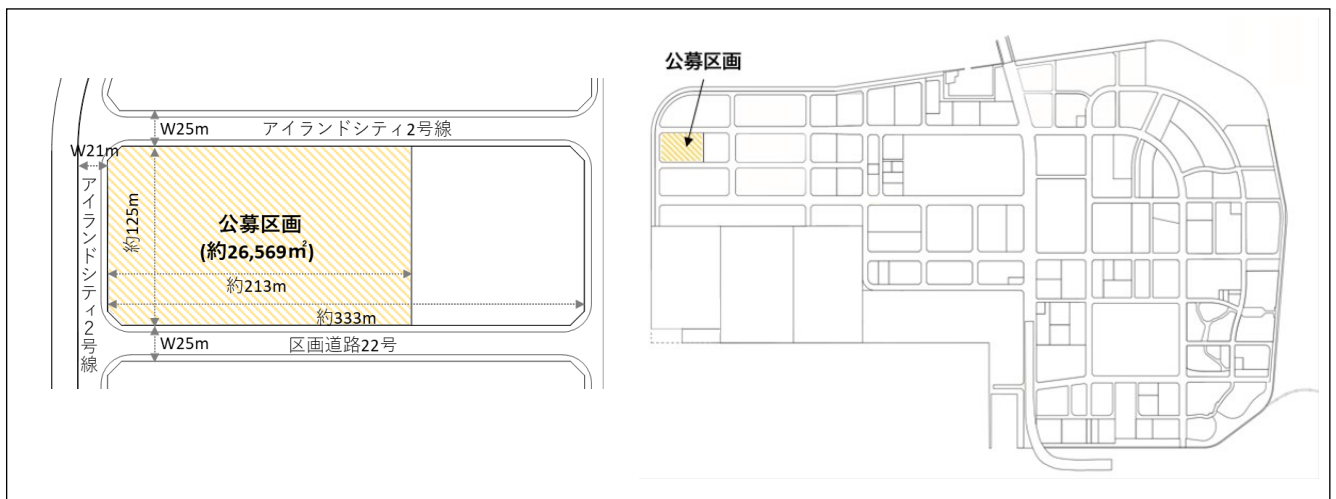 W25m
アイランドシティ2号線
W21m
アイランドシティ２号線
約125m
公募区画
(約26,569㎡)
約213m
約333m
W25m
区画道路22号
公募区画